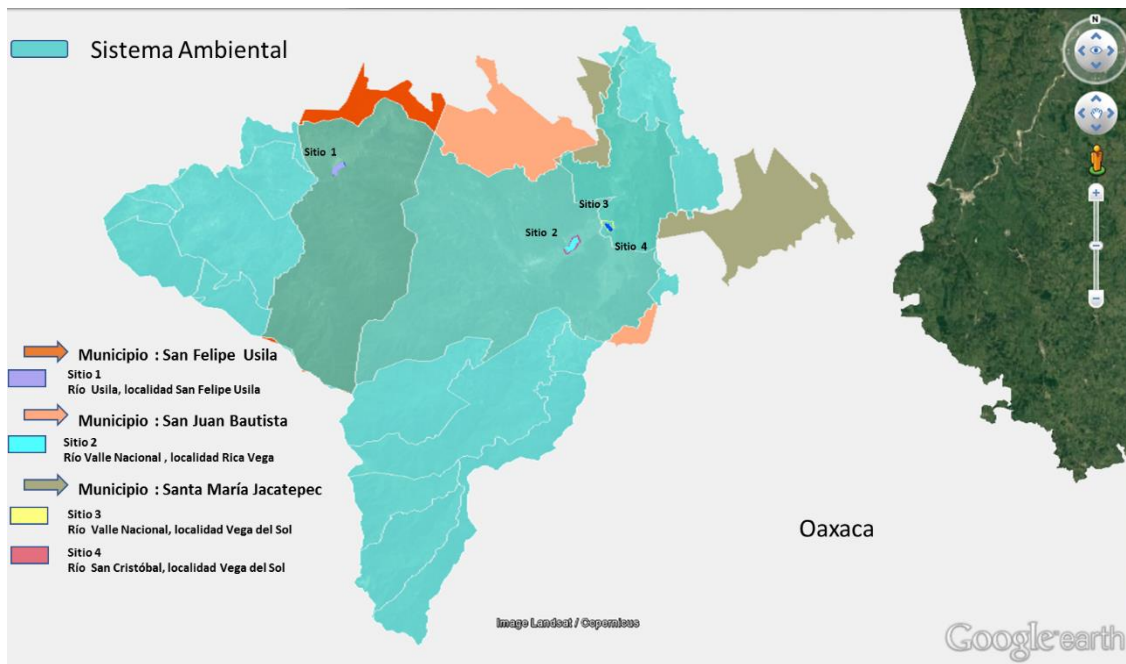 Sistema Ambiental
N
Sitio 1
Sitio 3
Sitio 2
Sitio 4
Municipio : San Felipe Usila
Sitio 1
Río Usila, localidad San Felipe Usila
Municipio : San Juan Bautista
Sitio 2
Río Valle Nacional , localidad Rica Vega
Municipio : Santa María Jacatepec
Sitio 3
Río Valle Nacional, localidad Vega del Sol
Sitio 4
Río San Cristóbal, localidad Vega del Sol
Oaxaca
Image Landsat / Copernicus
Google earth